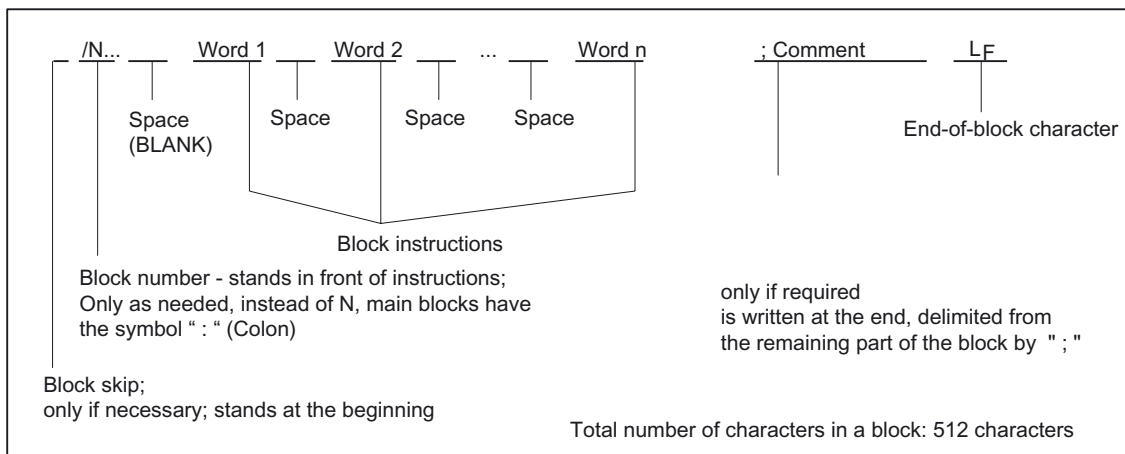 /N... Word 1 Word 2 ... Word n ; Comment LF
Space Space Space Space
(BLANK)
End-of-block character
Block instructions
Block number - stands in front of instructions;
Only as needed, instead of N, main blocks have
the symbol “ : “ (Colon)
only if required
is written at the end, delimited from
the remaining part of the block by " ; "
Block skip;
only if necessary; stands at the beginning
Total number of characters in a block: 512 characters